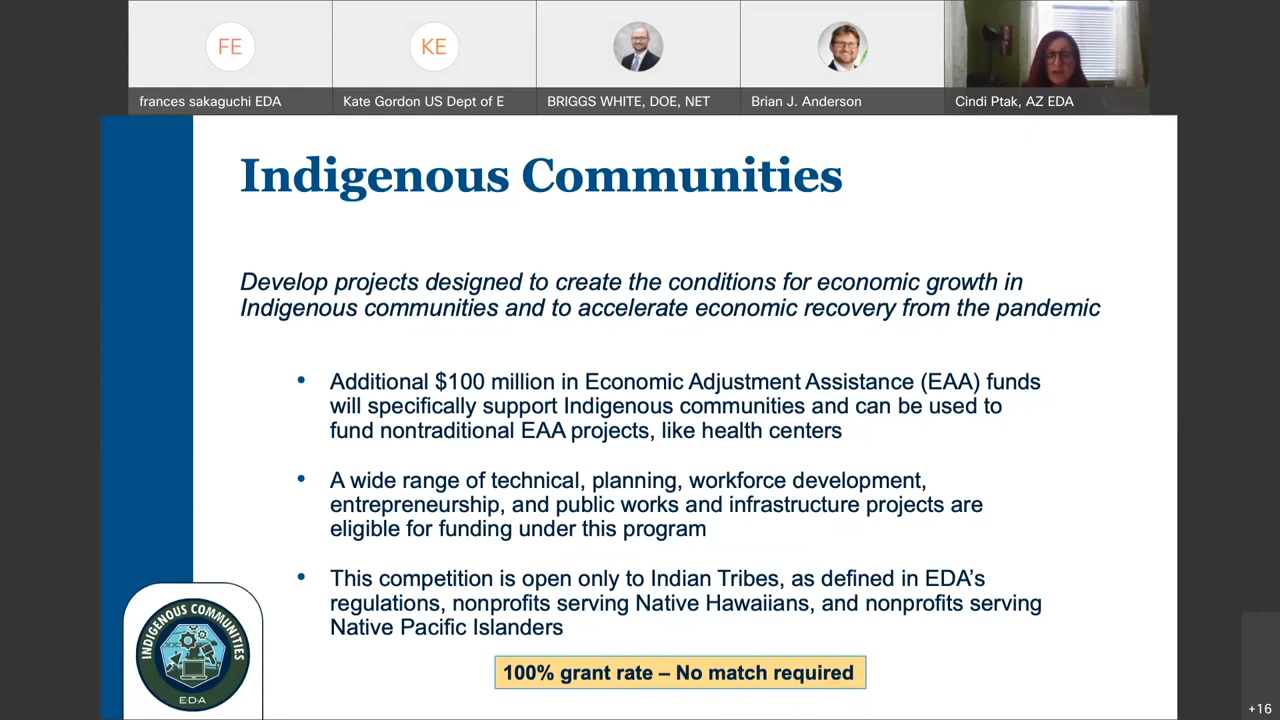 FE
KE
frances sakaguchi EDA
Kate Gordon US Dept of E
BRIGGS WHITE, DOE, NET
Brian J. Anderson
Cindi Ptak, AZ EDA
Indigenous Communities
Develop projects designed to create the conditions for economic growth in
Indigenous communities and to accelerate economic recovery from the pandemic
• Additional $100 million in Economic Adjustment Assistance (EAA) funds
will specifically support Indigenous communities and can be used to
fund nontraditional EAA projects, like health centers
• A wide range of technical, planning, workforce development,
entrepreneurship, and public works and infrastructure projects are
eligible for funding under this program
• This competition is open only to Indian Tribes, as defined in EDA’s
regulations, nonprofits serving Native Hawaiians, and nonprofits serving
Native Pacific Islanders
100% grant rate – No match required
INDIGENOUS COMMUNITIES
EDA
+16